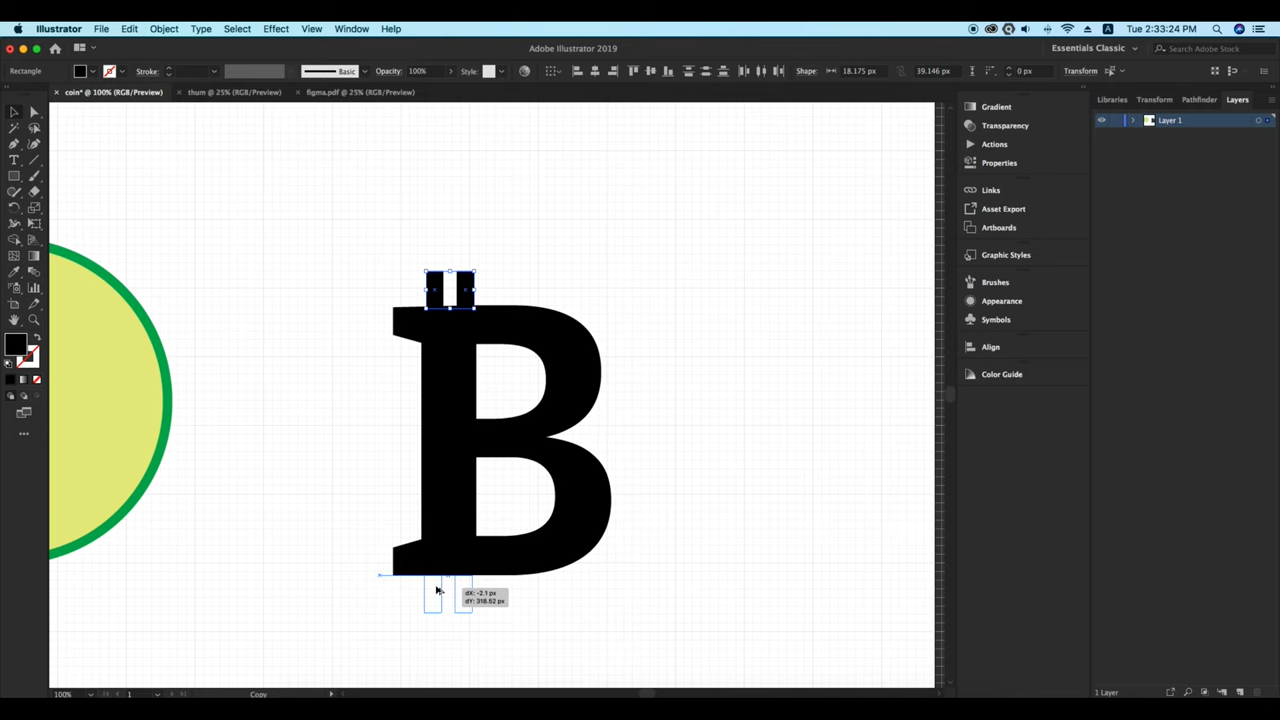 Illustrator File Edit Object Type Select Effect View Window Help
A Tue 2:33:24 PM
Adobe Illustrator 2019
Essentials Classic
Search Adobe Stock
Rectangle Stroke: Basic Opacity: 100% Style: Shape: 18.175 px 39.146 px 0 px Transform
coin* @ 100% (RGB/Preview) thum @ 25% (RGB/Preview) figma.pdf @ 25% (RGB/Preview)
Gradient
Transparency
Actions
Properties
Links
Asset Export
Artboards
Graphic Styles
Brushes
Appearance
Symbols
Align
Color Guide
Libraries Transform Pathfinder Layers
Layer 1
B
dX: -2.1 px
dY: 318.52 px
100% 1 Copy
1 Layer